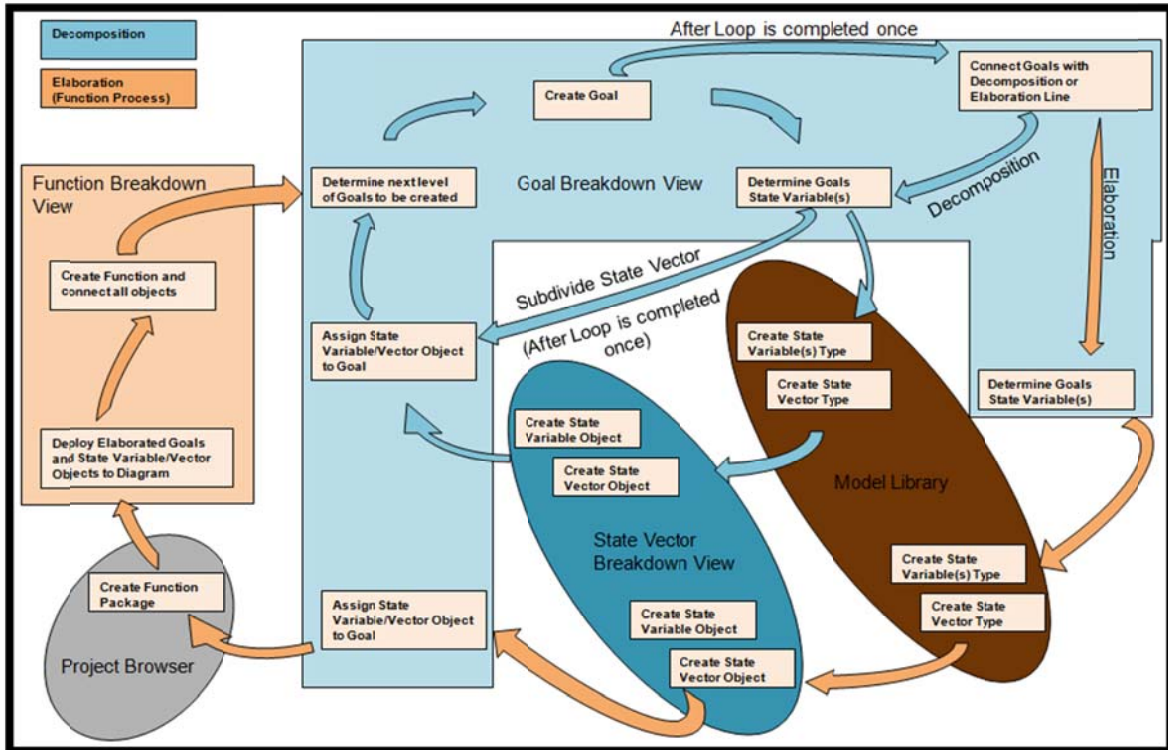 After Loop is completed once
Decomposition
Elaboration
(Function Process)
Connect Goals with
Decomposition or
Elaboration Line
Create Goal
Function Breakdown
View
Determine next level
of Goals to be created
Goal Breakdown View
Determine Goals
State Variable(s)
Decomposition
Elaboration
Create Function and
connect all objects
Subdivide State Vector
(After Loop is completed
once)
Assign State
Variable/Vector Object
to Goal
Create State
Variable(s) Type
Create State
Vector Type
Determine Goals
State Variable(s)
Create State
Variable Object
Create State
Vector Object
Deploy Elaborated Goals
and State Variable/Vector
Objects to Diagram
Model Library
State Vector
Breakdown View
Create State
Variable(s) Type
Create State
Vector Type
Create Function
Package
Assign State
Variable/Vector Object
to Goal
Create State
Variable Object
Create State
Vector Object
Project Browser